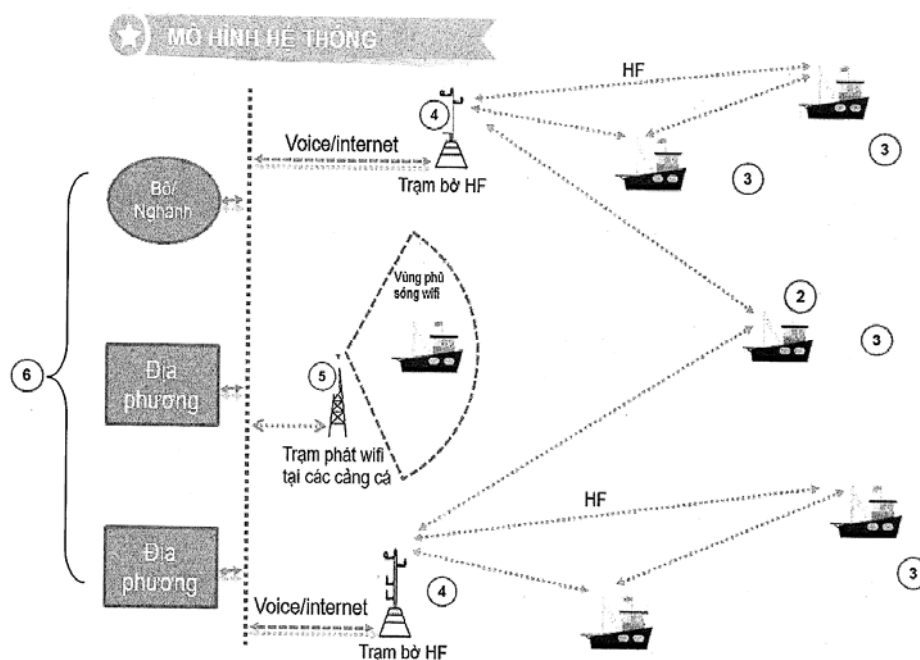 MÔ HÌNH HỆ THỐNG
HF
4
3
Voice/internet
Trạm bờ HF
3
Bộ/
Nghành
Vùng phủ
sóng wifi
2
3
6
Địa
phương
5
Trạm phát wifi
tại các cảng cá
HF
3
Địa
phương
4
Voice/internet
Trạm bờ HF